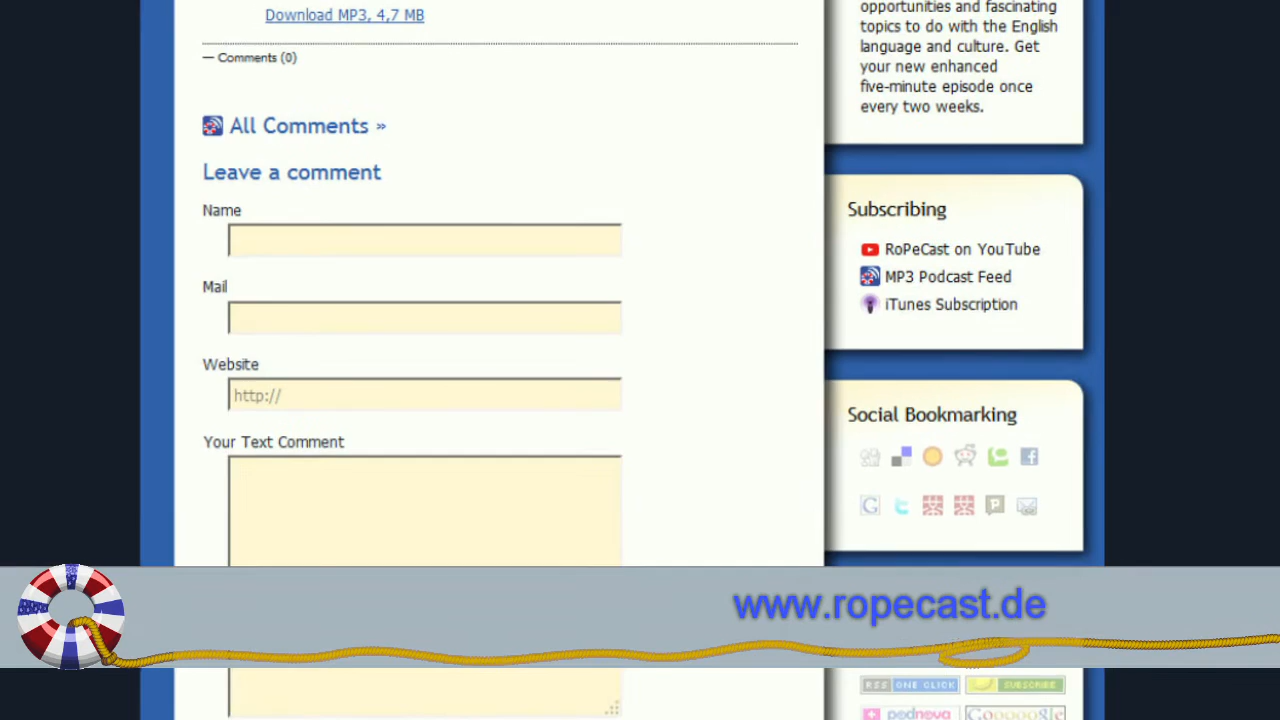 Download MP3, 4,7 MB
— Comments (0)
All Comments »
Leave a comment
Name
Mail
Website
http://
Your Text Comment
opportunities and fascinating
topics to do with the English
language and culture. Get
your new enhanced
five-minute episode once
every two weeks.
Subscribing
RoPeCast on YouTube
MP3 Podcast Feed
iTunes Subscription
Social Bookmarking
www.ropecast.de
RSS ONE CLICK
SUBSCRIBE
podnova
Gooooogle